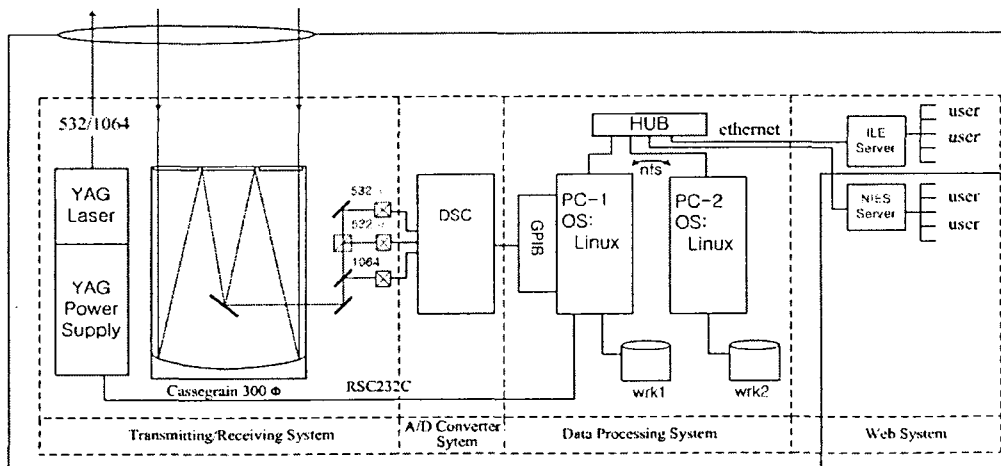 532/1064
YAG
Laser
YAG
Power
Supply
Cassegrain 300 Φ
532
532
1064
DSC
GPIB
HUB
ethernet
nfs
PC-1
OS:
Linux
PC-2
OS:
Linux
wrk1
wrk2
RSC232C
ILE
Server
user
user
NIES
Server
user
user
Transmitting/Receiving System
A/D Converter
Sytem
Data Processing System
Web System